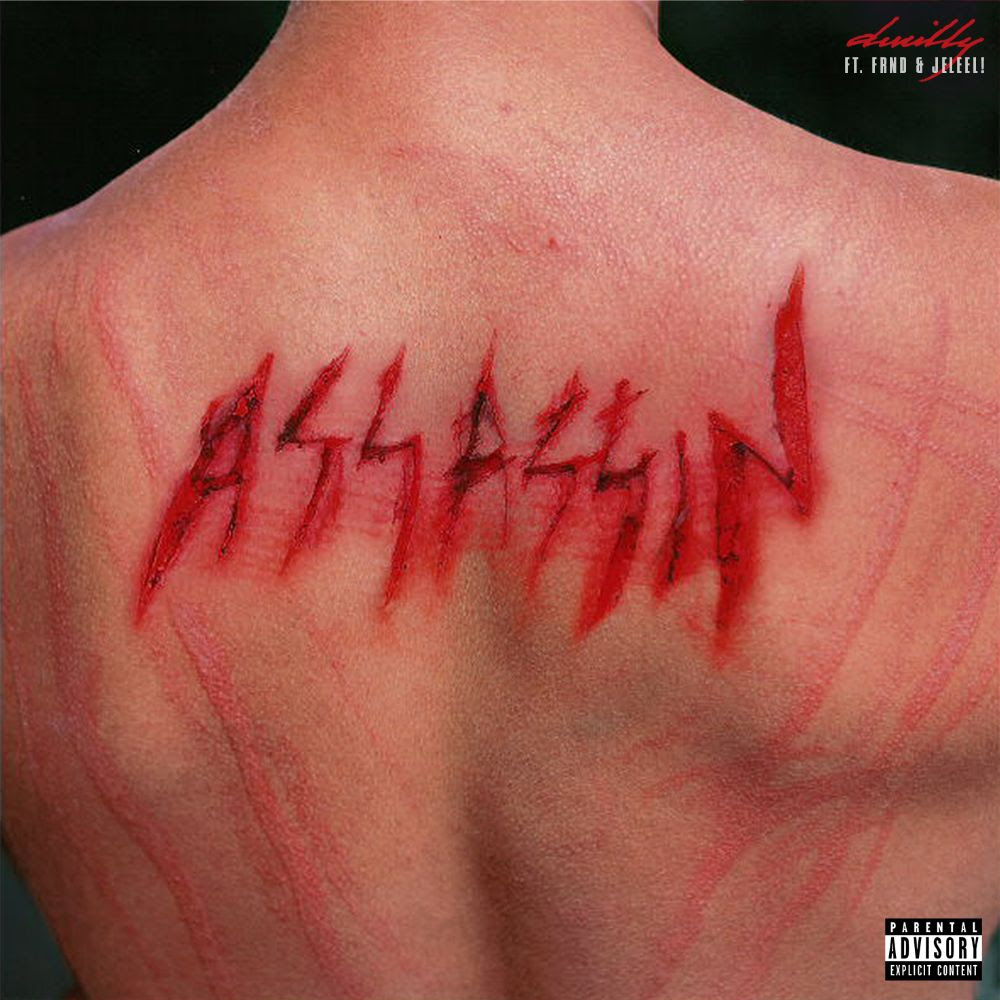 dwilly
FT. FRND & JELEEL!
ASSASSIN
PARENTAL
ADVISORY
EXPLICIT CONTENT